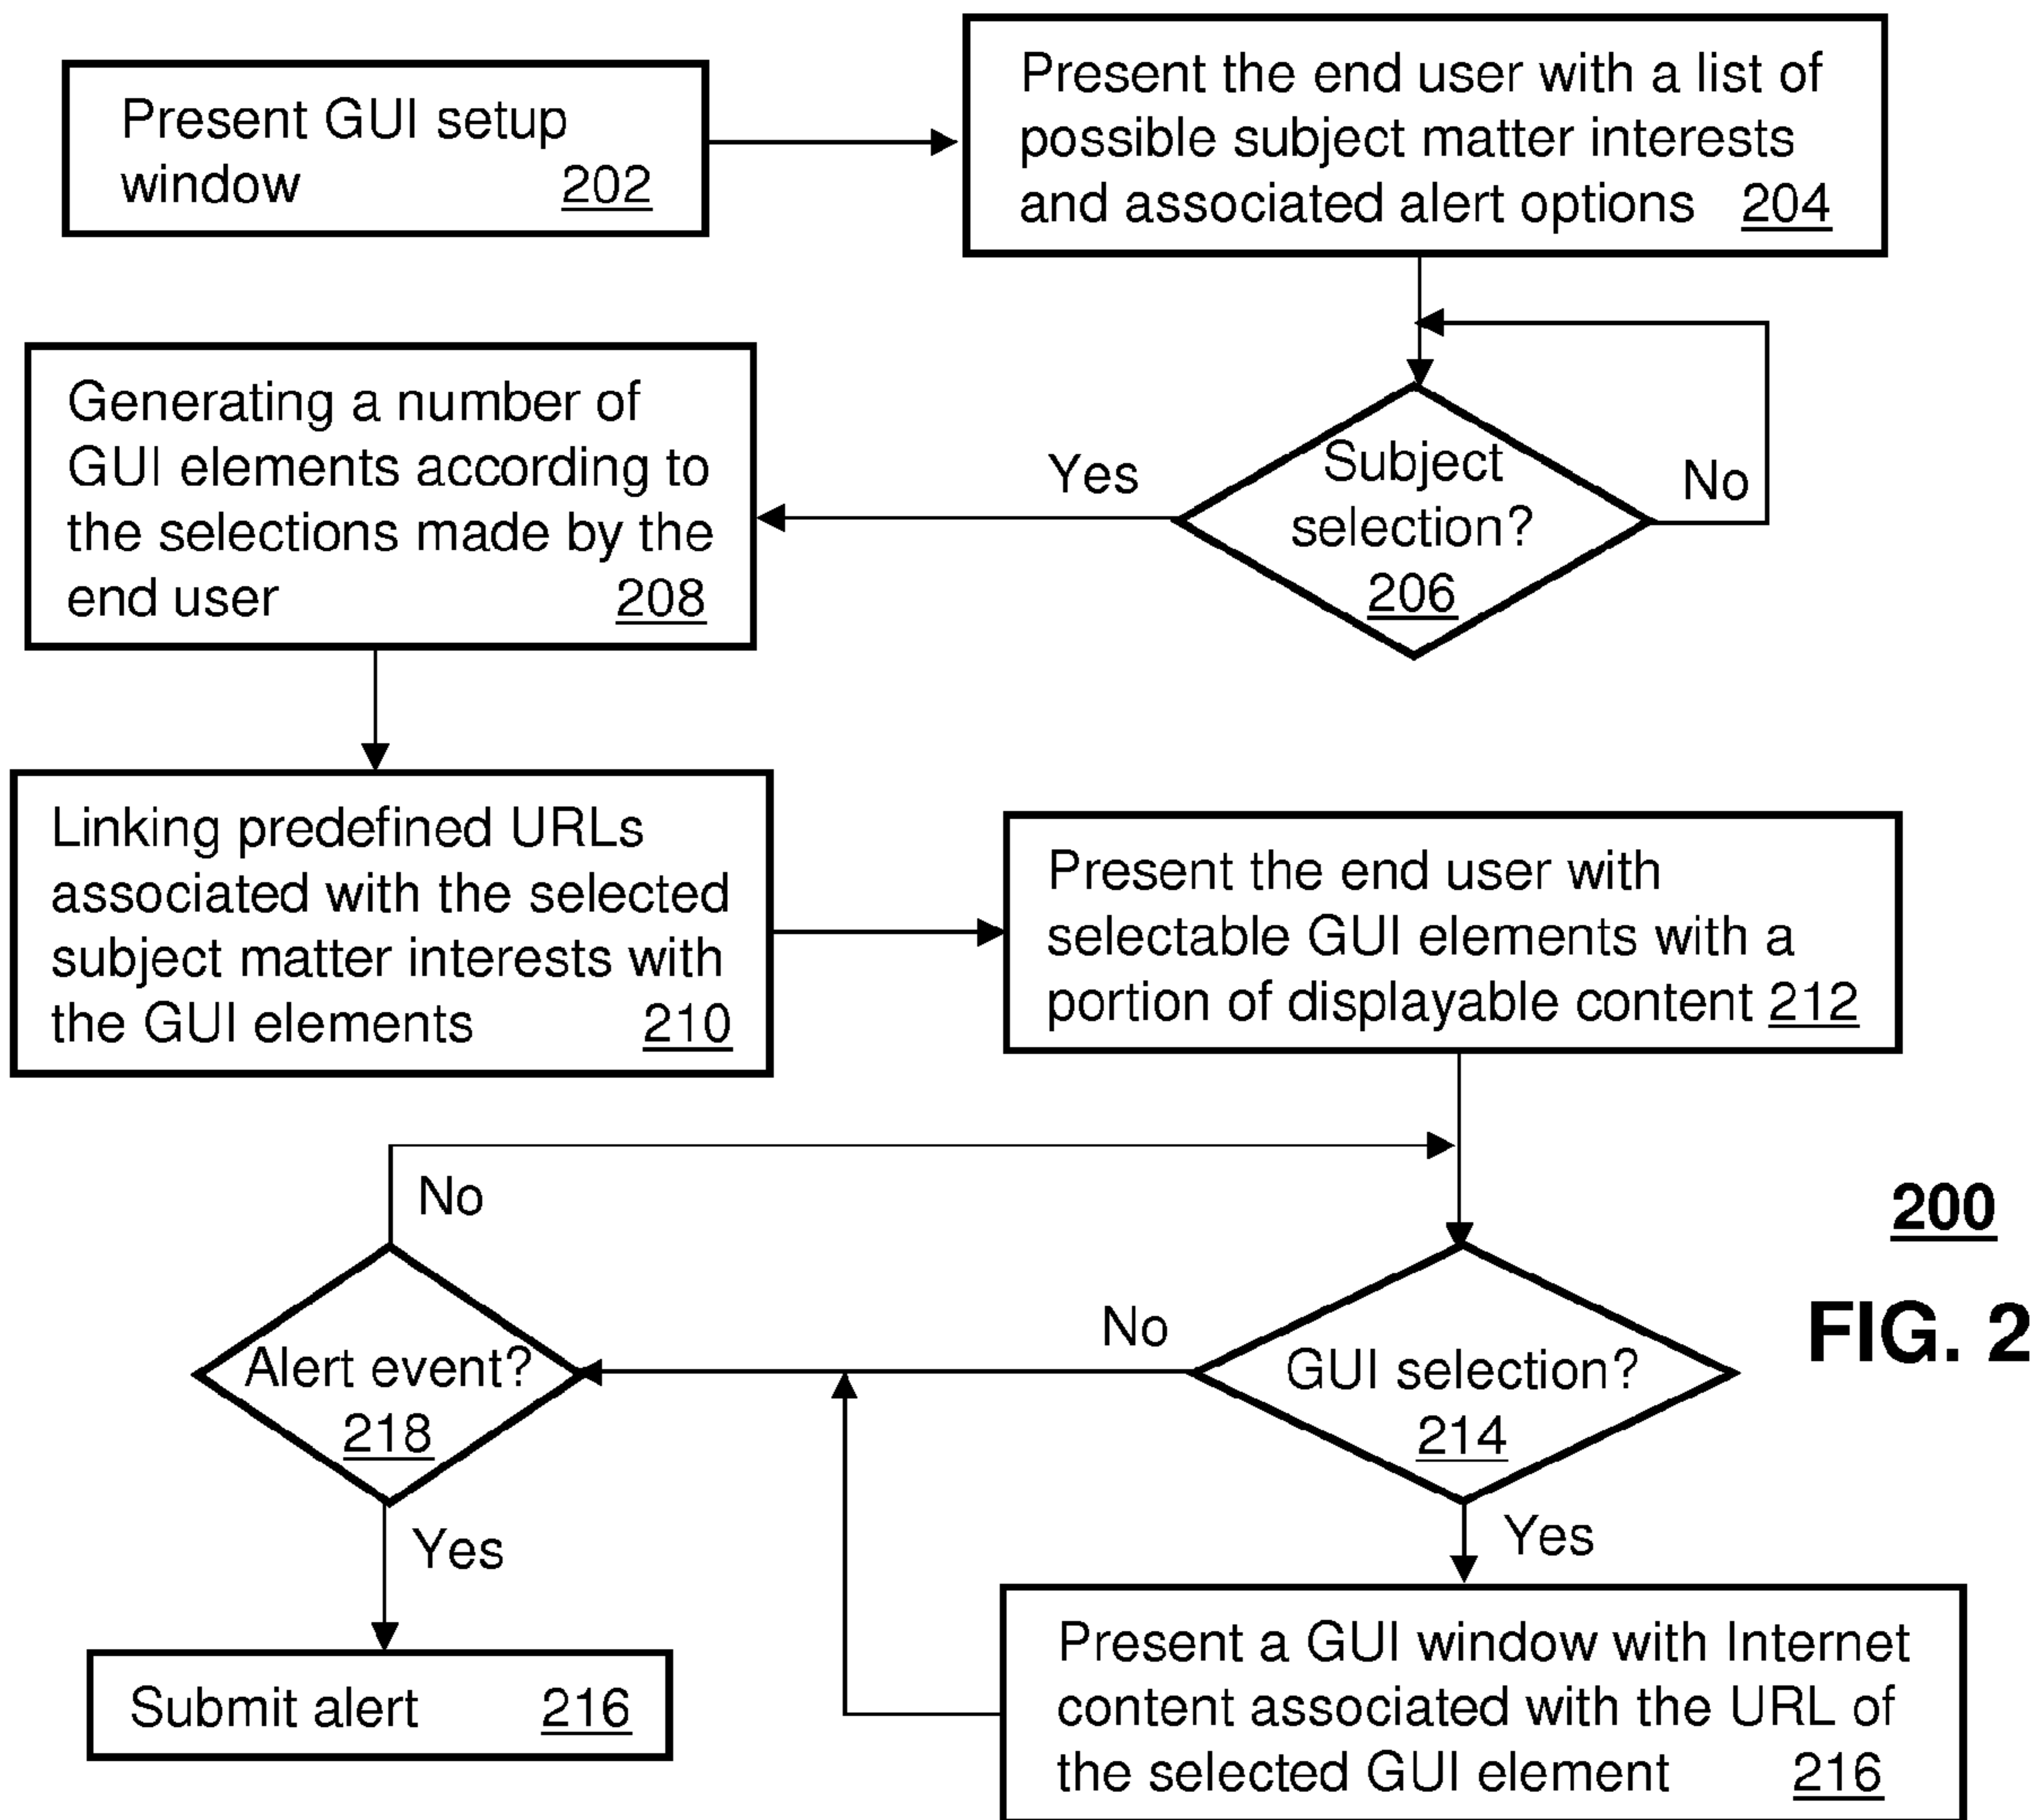 Present GUI setup
window 202
Present the end user with a list of
possible subject matter interests
and associated alert options 204
Subject
selection?
206
Yes
No
Generating a number of
GUI elements according to
the selections made by the
end user 208
Linking predefined URLs
associated with the selected
subject matter interests with
the GUI elements 210
Present the end user with
selectable GUI elements with a
portion of displayable content 212
No
Alert event?
218
Yes
No
GUI selection?
214
Yes
200
FIG. 2
Submit alert 216
Present a GUI window with Internet
content associated with the URL of
the selected GUI element 216